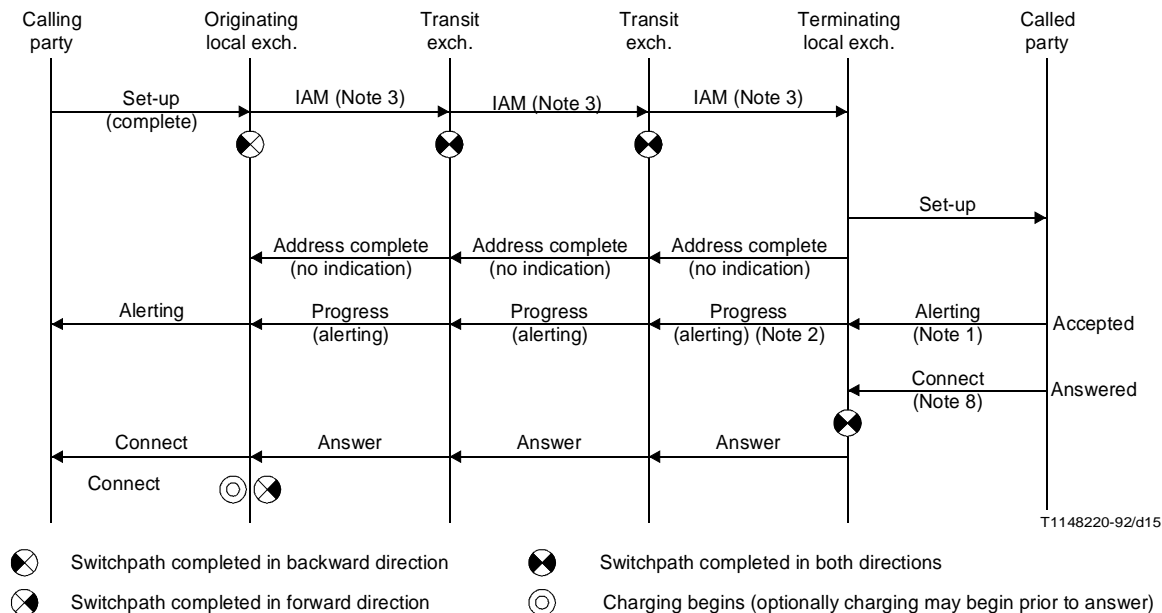 Calling party
Originating local exch.
Transit exch.
Transit exch.
Terminating local exch.
Called party
Set-up (complete)
IAM (Note 3)
IAM (Note 3)
IAM (Note 3)
Set-up
Address complete (no indication)
Address complete (no indication)
Address complete (no indication)
Alerting
Progress (alerting)
Progress (alerting)
Progress (alerting) (Note 2)
Alerting (Note 1)
Accepted
Connect (Note 8)
Answered
Connect
Answer
Answer
Answer
Connect
T1148220-92/d15
Switchpath completed in backward direction
Switchpath completed in both directions
Switchpath completed in forward direction
Charging begins (optionally charging may begin prior to answer)